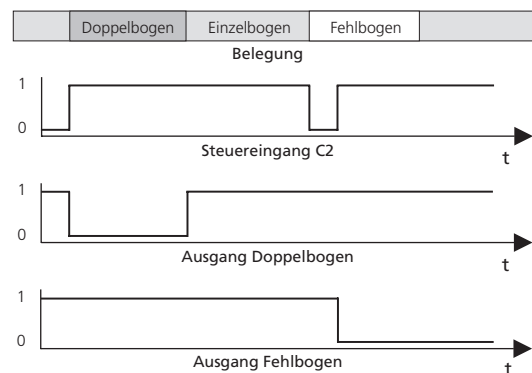 Doppelbogen Einzelbogen Fehlbogen
Belegung
1
0
Steuereingang C2
t
1
0
Ausgang Doppelbogen
t
1
0
Ausgang Fehlbogen
t